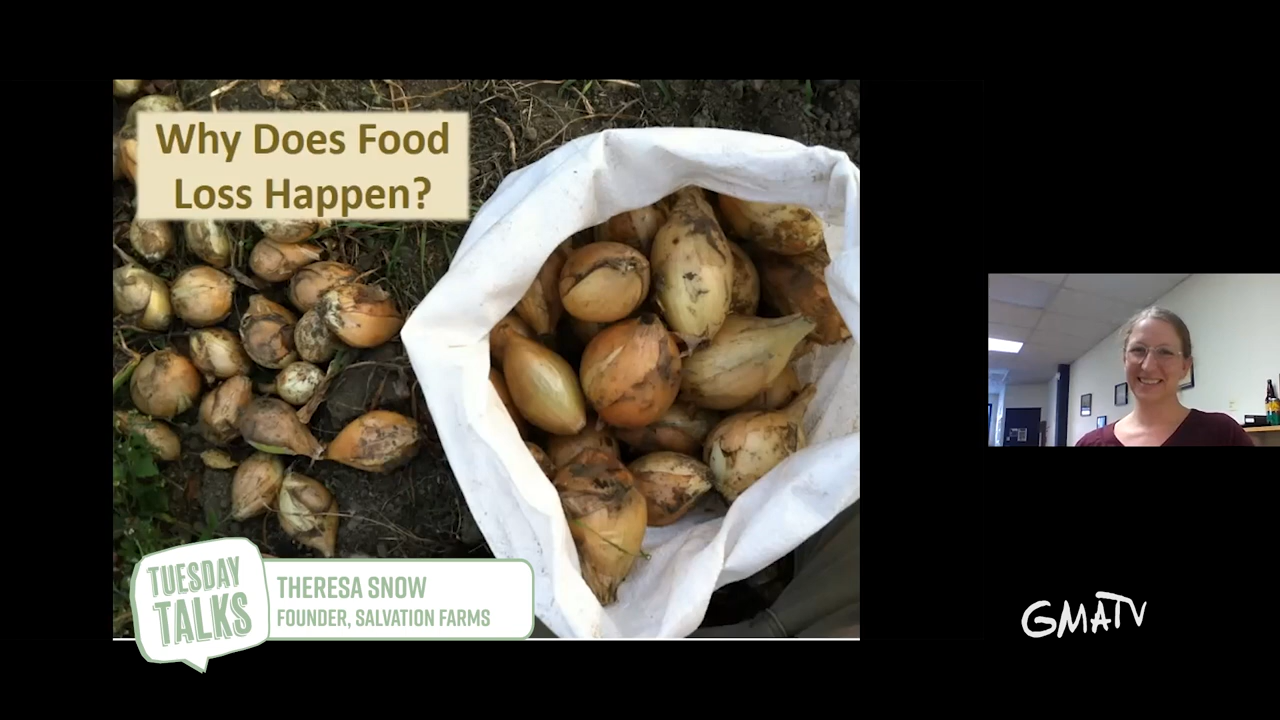 Why Does Food
Loss Happen?
TUESDAY
TALKS
THERESA SNOW
FOUNDER, SALVATION FARMS
GMATV